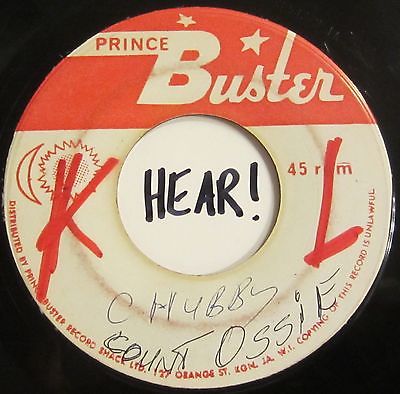 PRINCE
Buster
K
L
45 rpm
HEAR!
CHUBBY
COUNT OSSIE
DISTRIBUTED BY PRINCE BUSTER RECORD SHACK LTD. 127 ORANGE ST. KGN. JA. W.I. COPYING OF THIS RECORD IS UNLAWFUL.